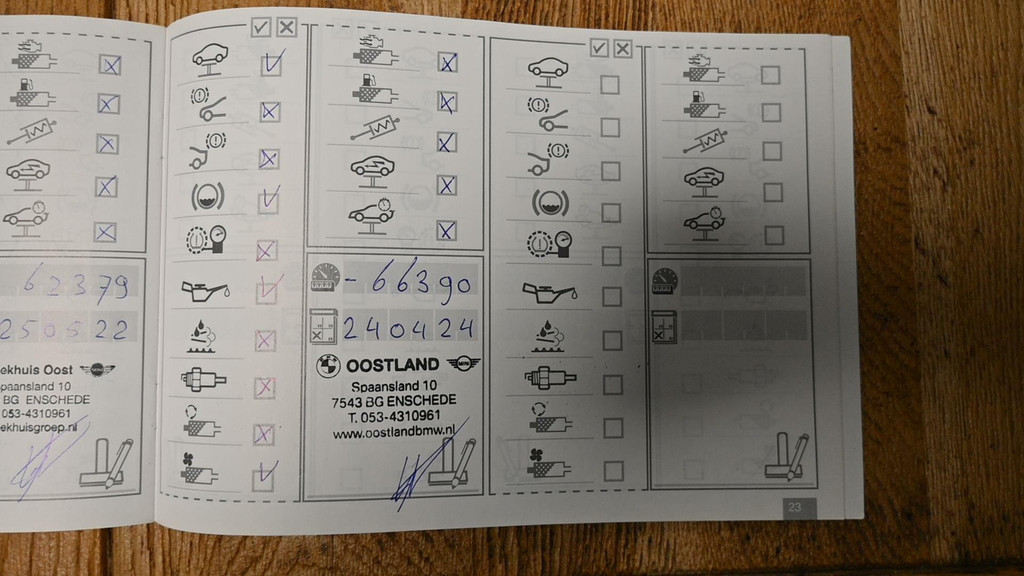 62379
250522
ekhuis Oost
paansland 10
BG ENSCHEDE
053-4310961
ekhuisgroep.nl
-66390
240424
OOSTLAND
MINI
Spaansland 10
7543 BG ENSCHEDE
T. 053-4310961
www.oostlandbmw.nl
23